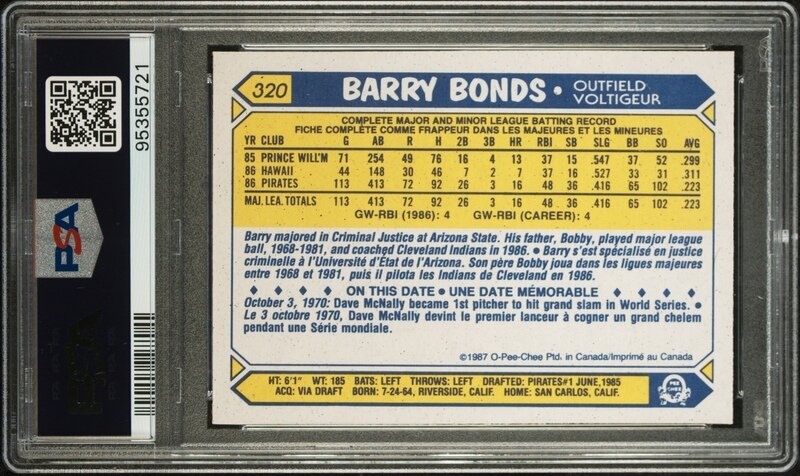 95355721
PSA
320
BARRY BONDS • OUTFIELD
VOLTIGEUR
COMPLETE MAJOR AND MINOR LEAGUE BATTING RECORD
FICHE COMPLÈTE COMME FRAPPEUR DANS LES MAJEURES ET LES MINEURES
YR CLUB G AB R H 2B 3B HR RBI SB SLG BB SO AVG
85 PRINCE WILL'M 71 254 49 76 16 4 13 37 15 .547 37 52 .299
86 HAWAII 44 148 30 46 7 2 7 37 16 .527 33 31 .311
86 PIRATES 113 413 72 92 26 3 16 48 36 .416 65 102 .223
MAJ. LEA. TOTALS 113 413 72 92 26 3 16 48 36 .416 65 102 .223
GW-RBI (1986): 4 GW-RBI (CAREER): 4
Barry majored in Criminal Justice at Arizona State. His father, Bobby, played major league
ball, 1968-1981, and coached Cleveland Indians in 1986. • Barry s'est spécialisé en justice
criminelle à l'Université d'État de l'Arizona. Son père Bobby joua dans les ligues majeures
entre 1968 et 1981, puis il pilota les Indians de Cleveland en 1986.
ON THIS DATE • UNE DATE MÉMORABLE
October 3, 1970: Dave McNally became 1st pitcher to hit grand slam in World Series. •
Le 3 octobre 1970, Dave McNally devint le premier lanceur à cogner un grand chelem
pendant une Série mondiale.
©1987 O-Pee-Chee Ptd. in Canada/Imprimé au Canada
HT: 6'1" WT: 185 BATS: LEFT THROWS: LEFT DRAFTED: PIRATES#1 JUNE,1985
ACQ: VIA DRAFT BORN: 7-24-64, RIVERSIDE, CALIF. HOME: SAN CARLOS, CALIF.
PEE
CHEE